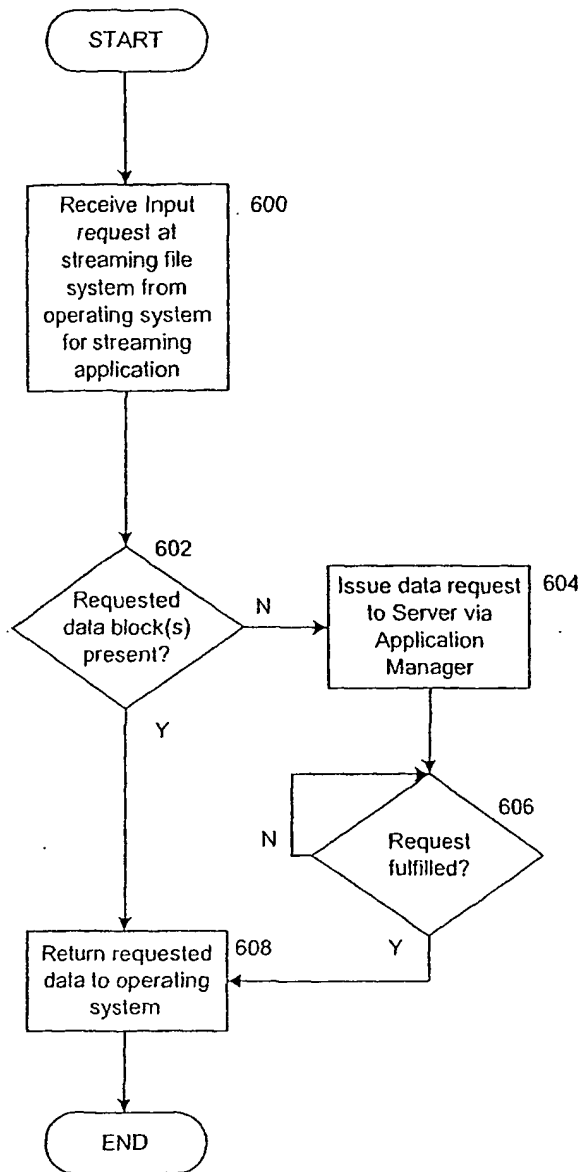 START
Receive Input
request at
streaming file
system from
operating system
for streaming
application
600
602
Requested
data block(s)
present?
N
Y
Issue data request
to Server via
Application
Manager
604
606
Request
fulfilled?
N
Y
Return requested
data to operating
system
608
END